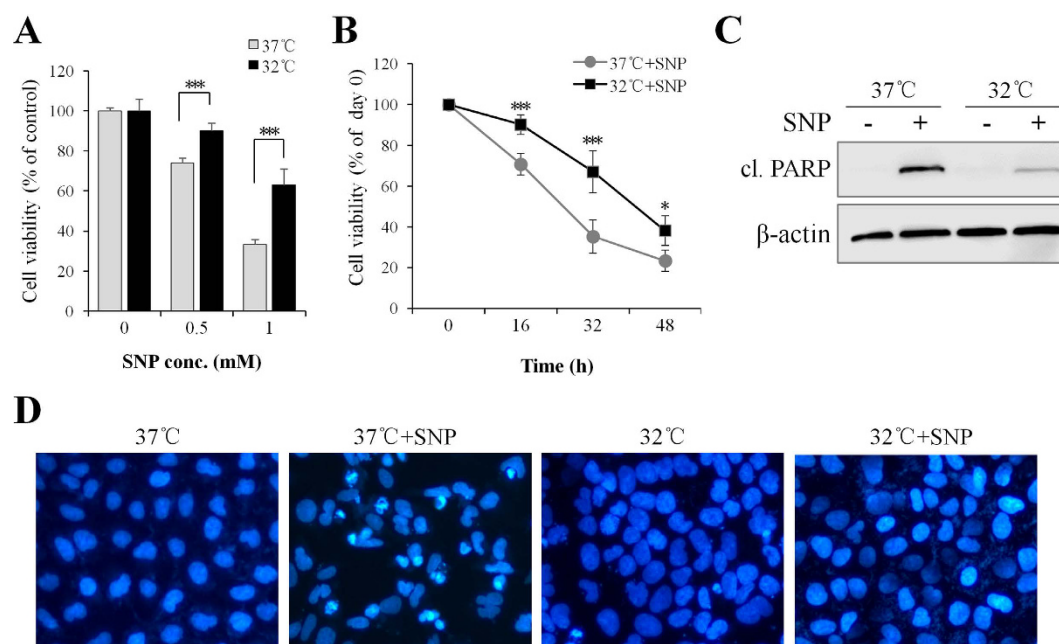 A
37℃
32℃
Cell viability (% of control)
120
100
80
60
40
20
0
***
***
0 0.5 1
SNP conc. (mM)
B
37℃+SNP
32℃+SNP
Cell viability (% of day 0)
120
100
80
60
40
20
0
***
***
*
0 16 32 48
Time (h)
C
37℃ 32℃
SNP - + - +
cl. PARP
β-actin
D
37℃ 37℃+SNP 32℃ 32℃+SNP